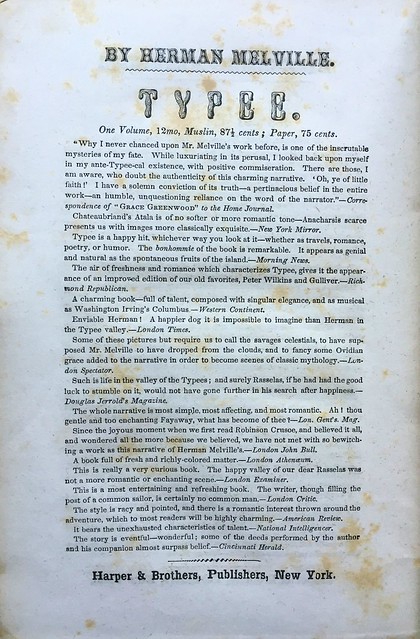 BY HERMAN MELVILLE.
TYPEE.
One Volume, 12mo, Muslin, 87½ cents; Paper, 75 cents.
"Why I never chanced upon Mr. Melville's work before, is one of the inscrutable
mysteries of my fate. While luxuriating in its perusal, I looked back upon myself
in my ante-Typee-cal existence, with positive commiseration. There are those, I
am aware, who doubt the authenticity of this charming narrative. 'Oh, ye of little
faith!' I have a solemn conviction of its truth—a pertinacious belief in the entire
work—an humble, unquestioning reliance on the word of the narrator."—Corre-
spondence of "GRACE GREENWOOD" to the Home Journal.
Chateaubriand's Atala is of no softer or more romantic tone—Anacharsis scarce
presents us with images more classically exquisite.—New York Mirror.
Typee is a happy hit, whichever way you look at it—whether as travels, romance,
poetry, or humor. The bonhommie of the book is remarkable. It appears as genial
and natural as the spontaneous fruits of the island.—Morning News.
The air of freshness and romance which characterizes Typee, gives it the appear-
ance of an improved edition of our old favorites, Peter Wilkins and Gulliver.—Rich-
mond Republican.
A charming book—full of talent, composed with singular elegance, and as musical
as Washington Irving's Columbus.—Western Continent.
Enviable Herman! A happier dog it is impossible to imagine than Herman in
the Typee valley.—London Times.
Some of these pictures but require us to call the savages celestials, to have sup-
posed Mr. Melville to have dropped from the clouds, and to fancy some Ovidian
grace added to the narrative in order to become scenes of classic mythology.—Lon-
don Spectator.
Such is life in the valley of the Typees; and surely Rasselas, if he had had the good
luck to stumble on it, would not have gone further in his search after happiness.—
Douglas Jerrold's Magazine.
The whole narrative is most simple, most affecting, and most romantic. Ah! thou
gentle and too enchanting Fayaway, what has become of thee?—Lon. Gent's Mag.
Since the joyous moment when we first read Robinson Crusoe, and believed it all,
and wondered all the more because we believed, we have not met with so bewitch-
ing a work as this narrative of Herman Melville's.—London John Bull.
A book full of fresh and richly-colored matter.—London Athenæum.
This is really a very curious book. The happy valley of our dear Rasselas was
not a more romantic or enchanting scene.—London Examiner.
This is a most entertaining and refreshing book. The writer, though filling the
post of a common sailor, is certainly no common man.—London Critic.
The style is racy and pointed, and there is a romantic interest thrown around the
adventure, which to most readers will be highly charming.—American Review.
It bears the unexhausted characteristics of talent.—National Intelligencer.
The story is eventful—wonderful; some of the deeds performed by the author
and his companion almost surpass belief.—Cincinnati Herald.
Harper & Brothers, Publishers, New York.